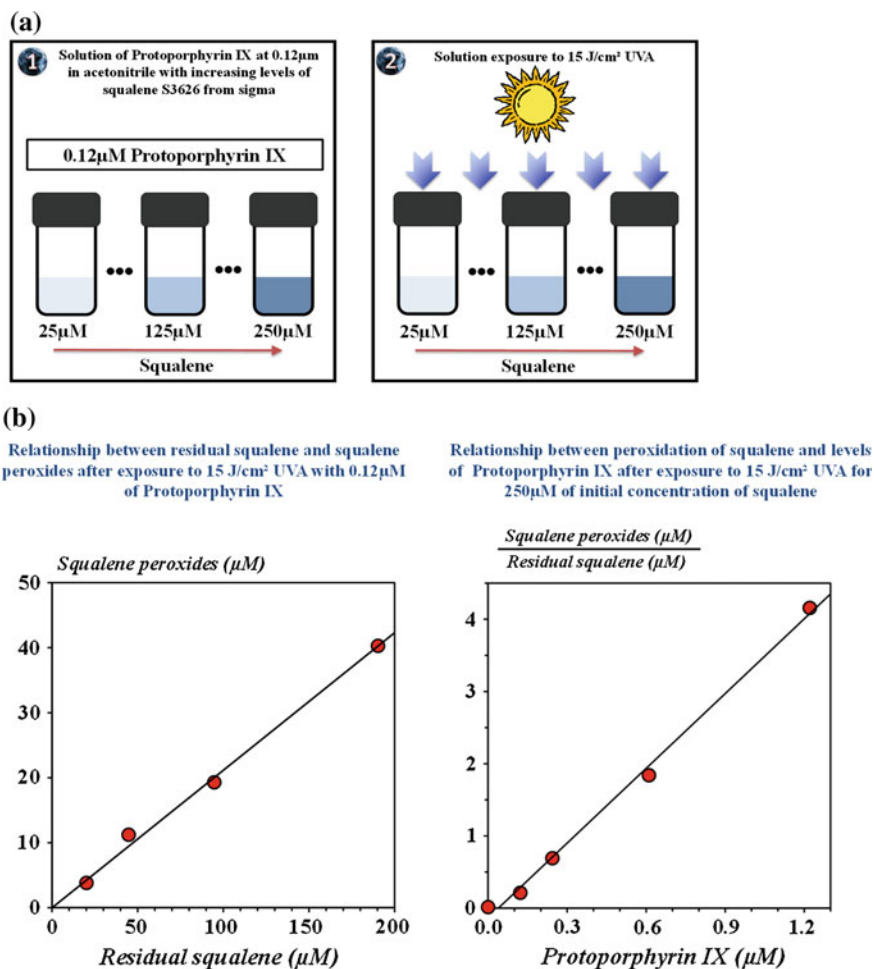 (a)
1
Solution of Protoporphyrin IX at 0.12µm
in acetonitrile with increasing levels of
squalene S3626 from sigma
0.12µM Protoporphyrin IX
25µM 125µM 250µM
Squalene
2
Solution exposure to 15 J/cm² UVA
25µM 125µM 250µM
Squalene
(b)
Relationship between residual squalene and squalene
peroxides after exposure to 15 J/cm² UVA with 0.12µM
of Protoporphyrin IX
Squalene peroxides (µM)
50
40
30
20
10
0
0 50 100 150 200
Residual squalene (µM)
Relationship between peroxidation of squalene and levels
of Protoporphyrin IX after exposure to 15 J/cm² UVA for
250µM of initial concentration of squalene
Squalene peroxides (µM)
Residual squalene (µM)
4
3
2
1
0
0.0 0.3 0.6 0.9 1.2
Protoporphyrin IX (µM)